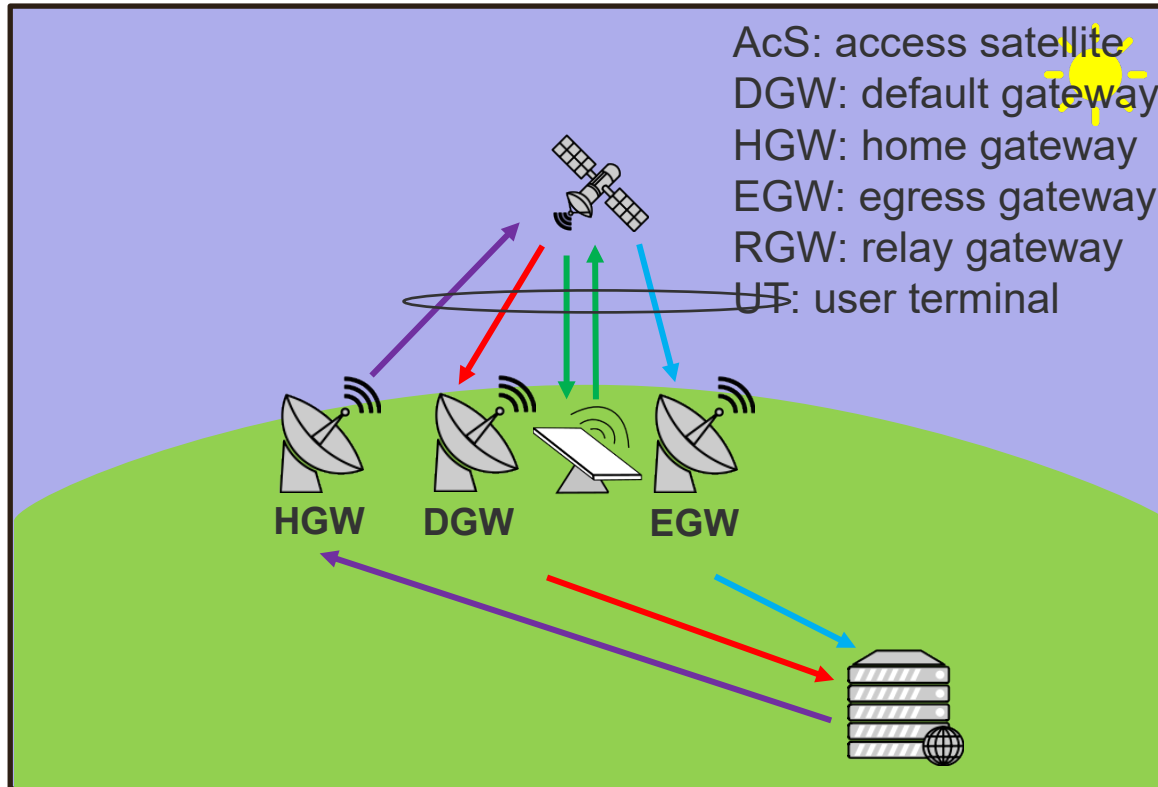 AcS: access satellite
DGW: default gateway
HGW: home gateway
EGW: egress gateway
RGW: relay gateway
UT: user terminal
HGW DGW EGW